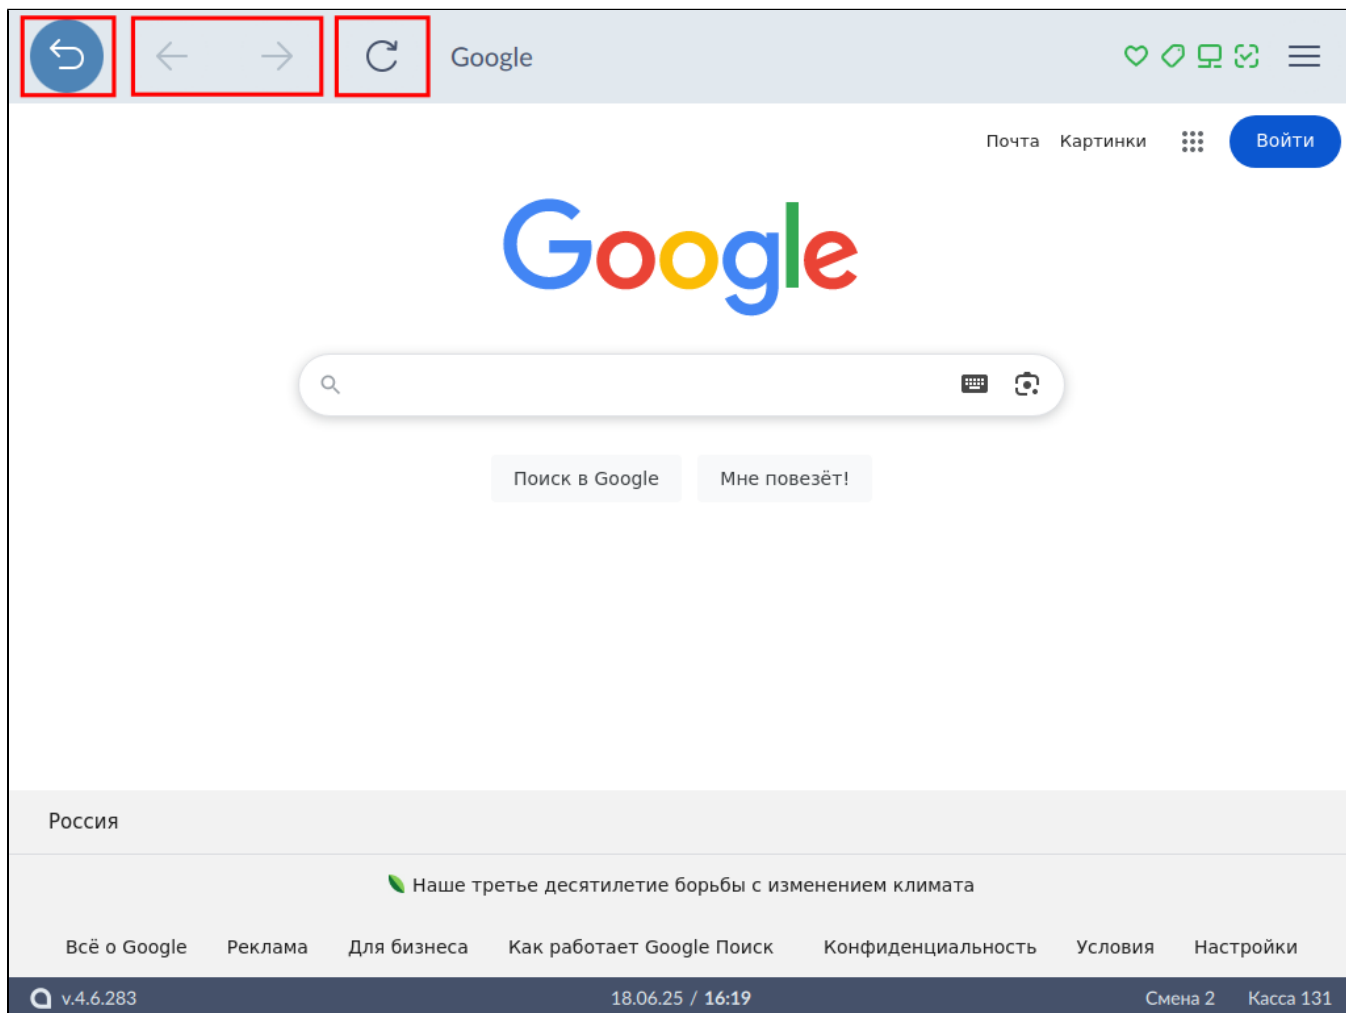 Google
Почта Картинки Войти
Google
Поиск в Google Мне повезёт!
Россия
Наше третье десятилетие борьбы с изменением климата
Всё о Google Реклама Для бизнеса Как работает Google Поиск Конфиденциальность Условия Настройки
v.4.6.283 18.06.25 / 16:19 Смена 2 Касса 131